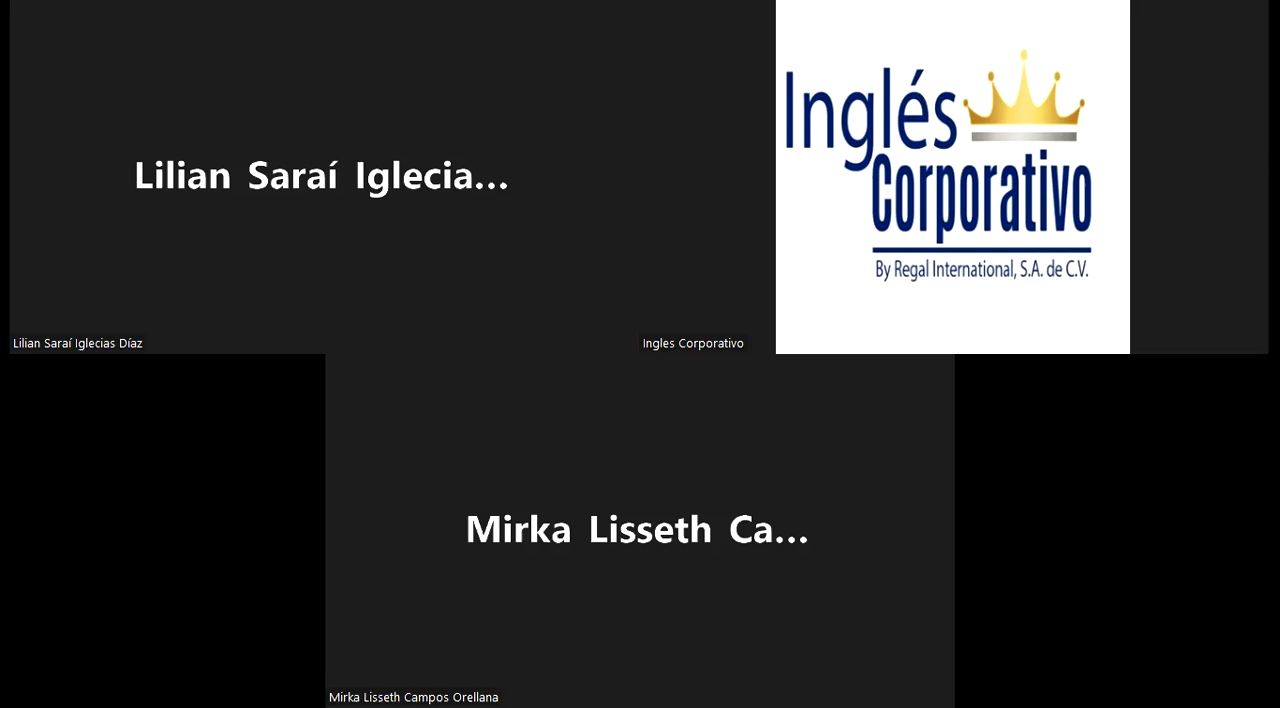 Lilian Saraí Iglecia...
Inglés
Corporativo
By Regal International, S.A. de C.V.
Lilian Saraí Iglecias Díaz
Ingles Corporativo
Mirka Lisseth Ca...
Mirka Lisseth Campos Orellana